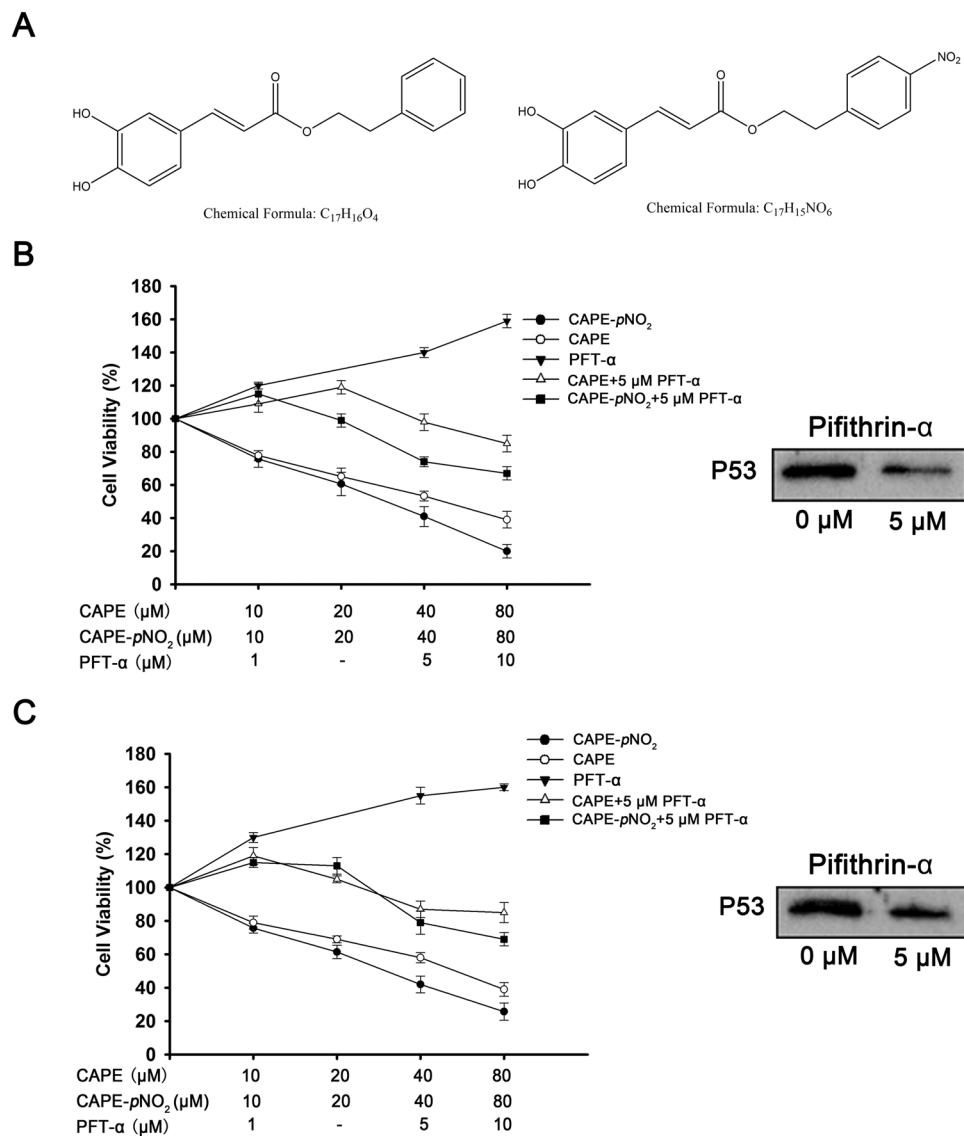 A
HO
HO
O
O
Chemical Formula: C17H16O4
HO
HO
O
O
NO2
Chemical Formula: C17H15NO6
B
180
160
140
120
100
80
60
40
20
0
Cell Viability (%)
CAPE-pNO2
CAPE
PFT-α
CAPE+5 µM PFT-α
CAPE-pNO2+5 µM PFT-α
CAPE (µM) 10 20 40 80
CAPE-pNO2 (µM) 10 20 40 80
PFT-α (µM) 1 - 5 10
Pifithrin-α
P53
0 µM 5 µM
C
180
160
140
120
100
80
60
40
20
0
Cell Viability (%)
CAPE-pNO2
CAPE
PFT-α
CAPE+5 µM PFT-α
CAPE-pNO2+5 µM PFT-α
CAPE (µM) 10 20 40 80
CAPE-pNO2 (µM) 10 20 40 80
PFT-α (µM) 1 - 5 10
Pifithrin-α
P53
0 µM 5 µM